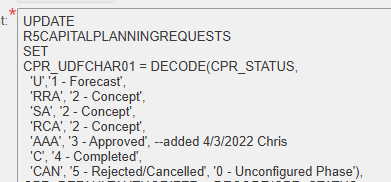 t:*
UPDATE
R5CAPITALPLANNINGREQUESTS
SET
CPR_UDFCHAR01 = DECODE(CPR_STATUS,
'U','1 - Forecast',
'RRA', '2 - Concept',
'SA', '2 - Concept',
'RCA', '2 - Concept',
'AAA', '3 - Approved', --added 4/3/2022 Chris
'C', '4 - Completed',
'CAN', '5 - Rejected/Cancelled', '0 - Unconfigured Phase'),